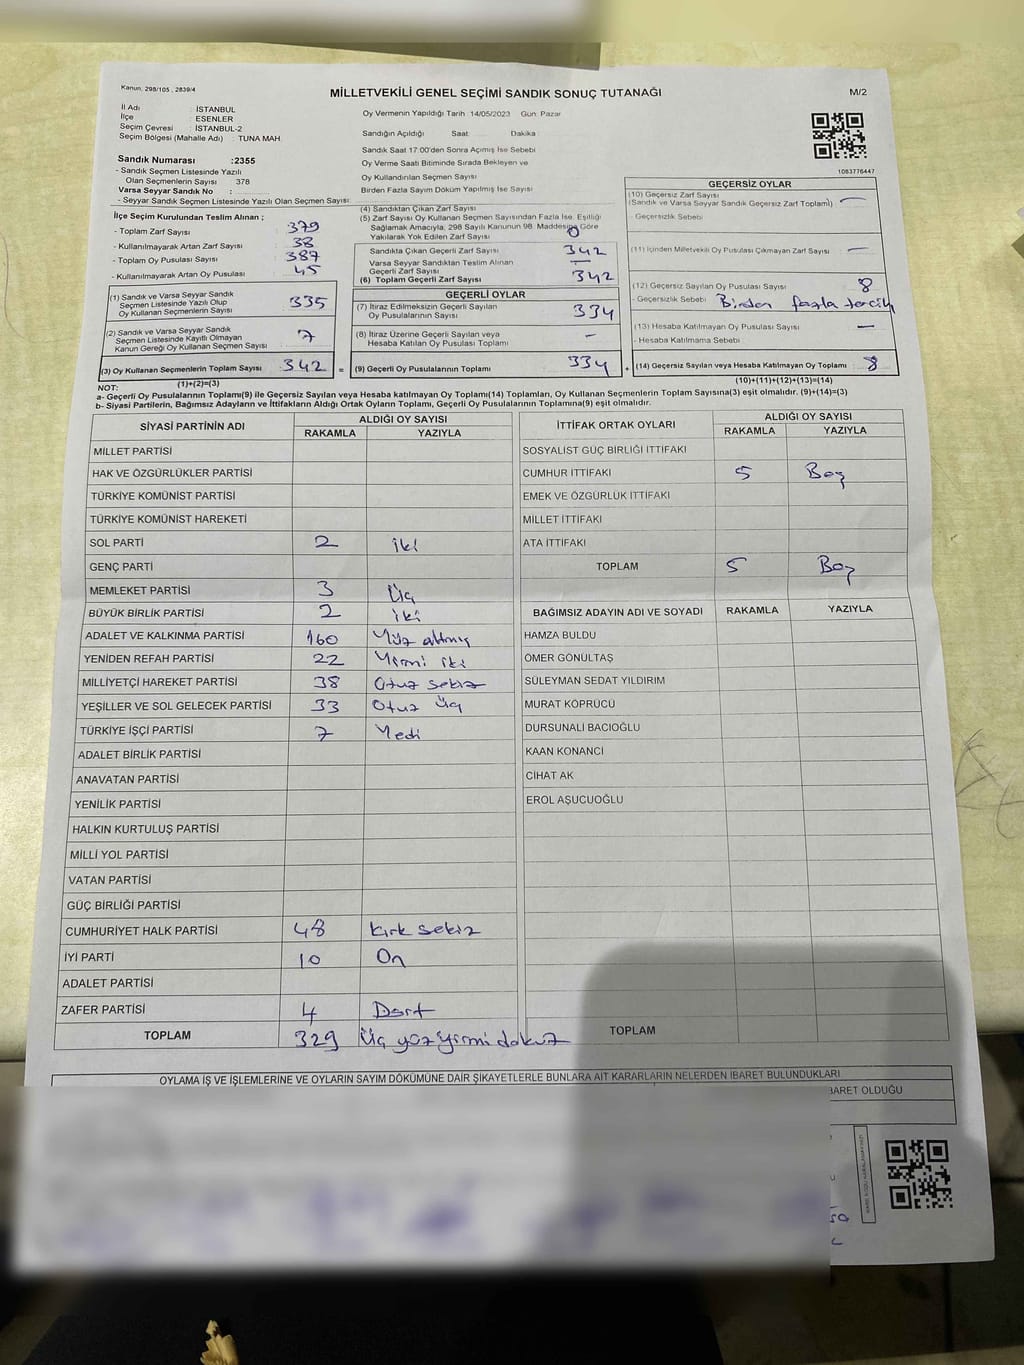 Kanun, 298/105 , 2839/4
MİLLETVEKİLİ GENEL SEÇİMİ SANDIK SONUÇ TUTANAĞI
M/2
İl Adı : İSTANBUL
İlçe : ESENLER
Seçim Çevresi : İSTANBUL-2
Seçim Bölgesi (Mahalle Adı) : TUNA MAH.
Sandık Numarası :2355
- Sandık Seçmen Listesinde Yazılı
Olan Seçmenlerin Sayısı 378
Varsa Seyyar Sandık No :
- Seyyar Sandık Seçmen Listesinde Yazılı Olan Seçmen Sayısı
Oy Vermenin Yapıldığı Tarih 14/05/2023 Gün: Pazar
Sandığın Açıldığı Saat Dakika :
Sandık Saat 17:00'den Sonra Açımış İse Sebebi
Oy Verme Saati Bitiminde Sırada Bekleyen ve
Oy Kullandırılan Seçmen Sayısı
Birden Fazla Sayım Döküm Yapılmış İse Sayısı
1083776447
İlçe Seçim Kurulundan Teslim Alınan ;
- Toplam Zarf Sayısı 379
- Kullanılmayarak Artan Zarf Sayısı 38
- Toplam Oy Pusulası Sayısı 387
- Kullanılmayarak Artan Oy Pusulası 45
(1) Sandık ve Varsa Seyyar Sandık
Seçmen Listesinde Yazılı Olup
Oy Kullanan Seçmenlerin Sayısı 335
(2) Sandık ve Varsa Seyyar Sandık
Seçmen Listesinde Kayıtlı Olmayan
Kanun Gereği Oy Kullanan Seçmen Sayısı 7
(3) Oy Kullanan Seçmenlerin Toplam Sayısı 342 =
(1)+(2)=(3)
(4) Sandıktan Çıkan Zarf Sayısı
(5) Zarf Sayısı Oy Kullanan Seçmen Sayısından Fazla İse, Eşitliği
Sağlamak Amacıyla; 298 Sayılı Kanunun 98. Maddesine Göre
Yakılarak Yok Edilen Zarf Sayısı 0
Sandıkta Çıkan Geçerli Zarf Sayısı 342
Varsa Seyyar Sandıktan Teslim Alınan
Geçerli Zarf Sayısı —
(6) Toplam Geçerli Zarf Sayısı 342
GEÇERLİ OYLAR
(7) İtiraz Edilmeksizin Geçerli Sayılan
Oy Pusulalarının Sayısı 334
(8) İtiraz Üzerine Geçerli Sayılan veya
Hesaba Katılan Oy Pusulası Toplamı –
(9) Geçerli Oy Pusulalarının Toplamı 334 +
GEÇERSİZ OYLAR
(10) Geçersiz Zarf Sayısı
(Sandık ve Varsa Seyyar Sandık Geçersiz Zarf Toplamı) —
- Geçersizlik Sebebi
(11) İçinden Milletvekili Oy Pusulası Çıkmayan Zarf Sayısı —
(12) Geçersiz Sayılan Oy Pusulası Sayısı 8
- Geçersizlik Sebebi Birden fazla tercih
(13) Hesaba Katılmayan Oy Pusulası Sayısı —
- Hesaba Katılmama Sebebi
(14) Geçersiz Sayılan veya Hesaba Katılmayan Oy Toplamı 8
(10)+(11)+(12)+(13)=(14)
NOT:
a- Geçerli Oy Pusulalarının Toplamı(9) ile Geçersiz Sayılan veya Hesaba Katılmayan Oy Toplamı(14) Toplamları, Oy Kullanan Seçmenlerin Toplam Sayısına(3) eşit olmalıdır. (9)+(14)=(3)
b- Siyasi Partilerin, Bağımsız Adayların ve İttifakların Aldığı Ortak Oyların Toplamı, Geçerli Oy Pusulalarının Toplamına(9) eşit olmalıdır.
SİYASİ PARTİNİN ADI ALDIĞI OY SAYISI
RAKAMLA YAZIYLA
MİLLET PARTİSİ
HAK VE ÖZGÜRLÜKLER PARTİSİ
TÜRKİYE KOMÜNİST PARTİSİ
TÜRKİYE KOMÜNİST HAREKETİ
SOL PARTİ 2 iki
GENÇ PARTİ
MEMLEKET PARTİSİ 3 Üç
BÜYÜK BİRLİK PARTİSİ 2 iki
ADALET VE KALKINMA PARTİSİ 160 Yüz altmış
YENİDEN REFAH PARTİSİ 22 Yirmi iki
MİLLİYETÇİ HAREKET PARTİSİ 38 Otuz sekiz
YEŞİLLER VE SOL GELECEK PARTİSİ 33 Otuz Üç
TÜRKİYE İŞÇİ PARTİSİ 7 Yedi
ADALET BİRLİK PARTİSİ
ANAVATAN PARTİSİ
YENİLİK PARTİSİ
HALKIN KURTULUŞ PARTİSİ
MİLLİ YOL PARTİSİ
VATAN PARTİSİ
GÜÇ BİRLİĞİ PARTİSİ
CUMHURİYET HALK PARTİSİ 48 Kırk sekiz
İYİ PARTİ 10 On
ADALET PARTİSİ
ZAFER PARTİSİ 4 Dört
TOPLAM 329 Üç yüz yirmi dokuz
İTTİFAK ORTAK OYLARI ALDIĞI OY SAYISI
RAKAMLA YAZIYLA
SOSYALİST GÜÇ BİRLİĞİ İTTİFAKI
CUMHUR İTTİFAKI 5 Beş
EMEK VE ÖZGÜRLÜK İTTİFAKI
MİLLET İTTİFAKI
ATA İTTİFAKI
TOPLAM 5 Beş
BAĞIMSIZ ADAYIN ADI VE SOYADI RAKAMLA YAZIYLA
HAMZA BULDU
ÖMER GÖNÜLTAŞ
SÜLEYMAN SEDAT YILDIRIM
MURAT KÖPRÜCÜ
DURSUNALİ BACIOĞLU
KAAN KONANCİ
CİHAT AK
EROL AŞUCUOĞLU
TOPLAM
OYLAMA İŞ VE İŞLEMLERİNE VE OYLARIN SAYIM DÖKÜMÜNE DAİR ŞİKAYETLERLE BUNLARA AİT KARARLARIN NELERDEN İBARET BULUNDUKLARI
BARET OLDUĞU